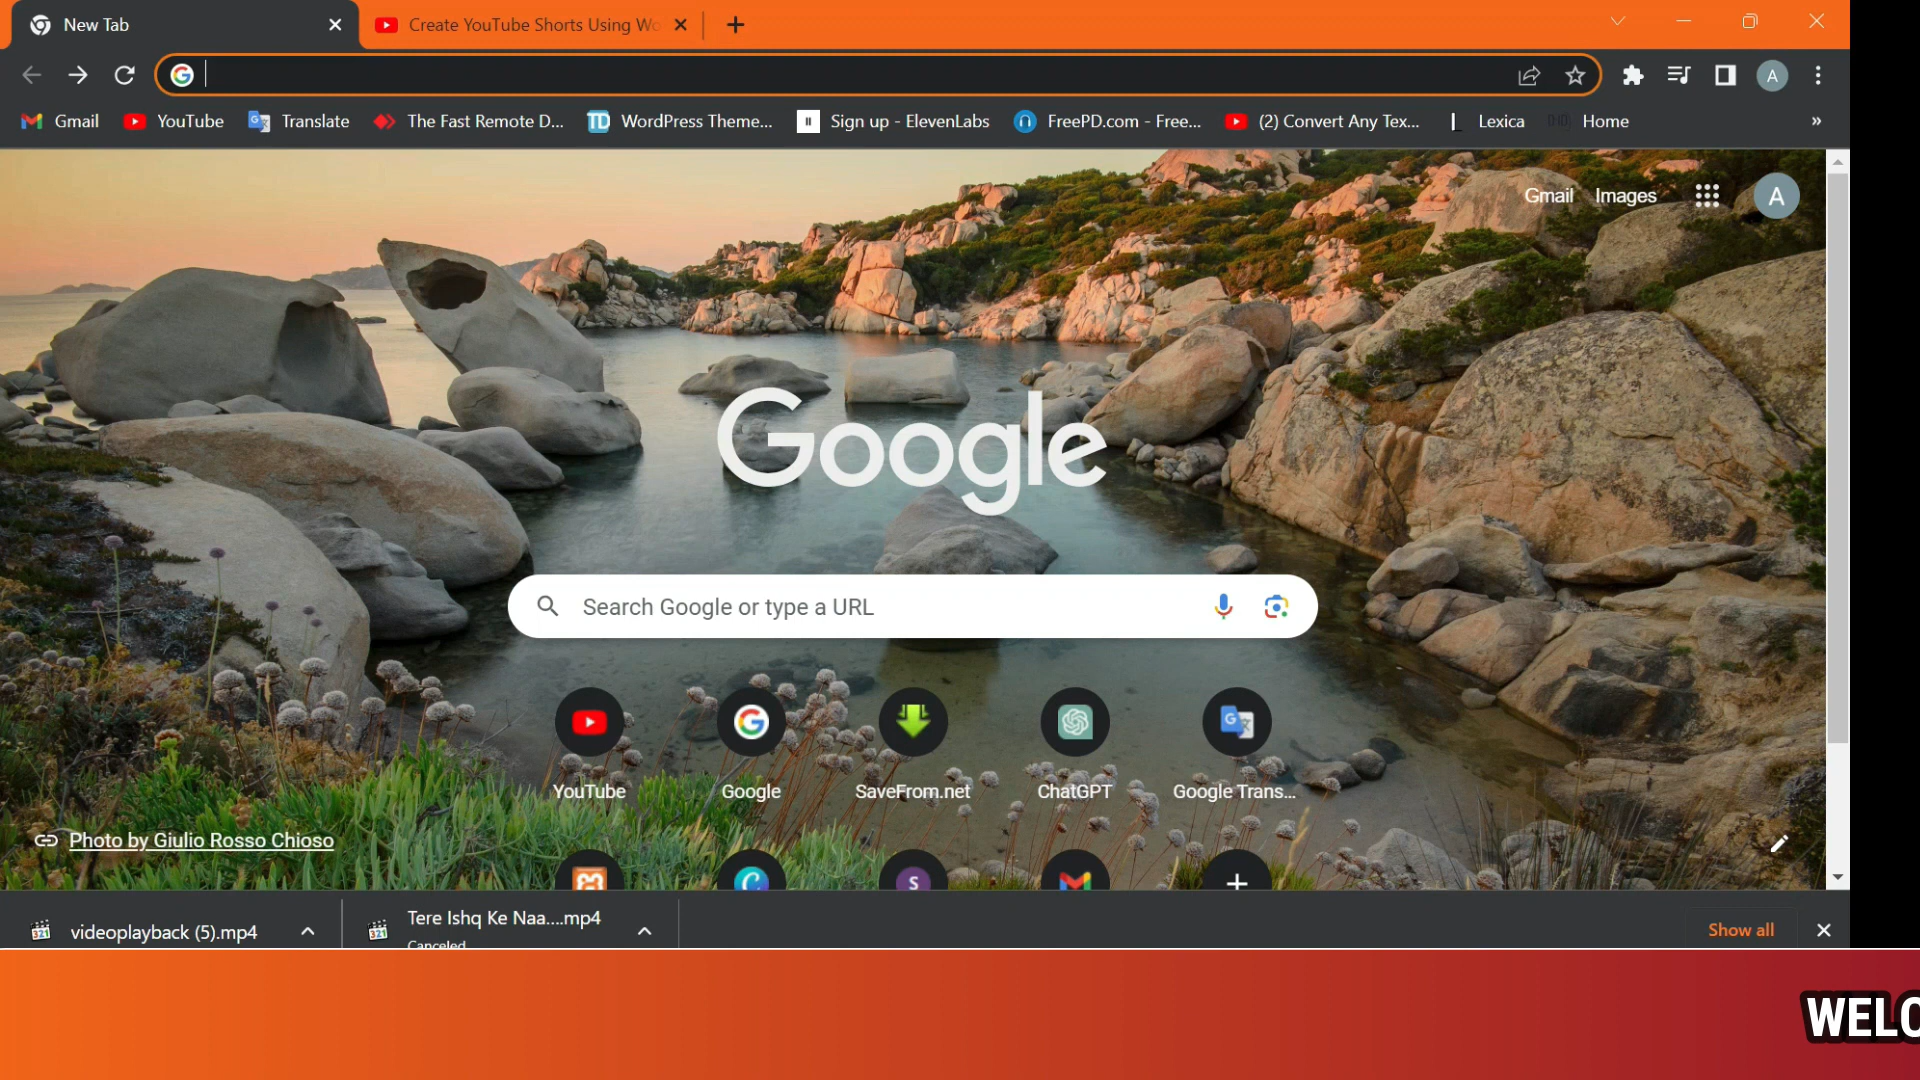 New Tab
Create YouTube Shorts Using Wo
Gmail
YouTube
Translate
The Fast Remote D...
WordPress Theme...
Sign up - ElevenLabs
FreePD.com - Free...
(2) Convert Any Tex...
Lexica
Home
»
A
Gmail
Images
A
Google
Search Google or type a URL
YouTube
Google
SaveFrom.net
ChatGPT
Google Trans...
S
Photo by Giulio Rosso Chioso
videoplayback (5).mp4
Tere Ishq Ke Naa....mp4
Canceled
Show all
WELC